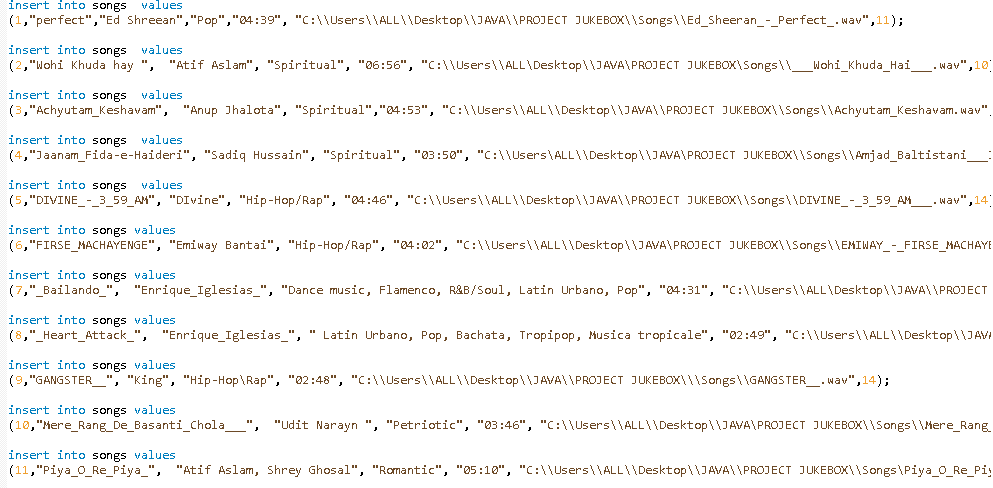 insert into songs  values
(1,"perfect","Ed Shreean","Pop","04:39", "C:\\Users\\ALL\\Desktop\\JAVA\\PROJECT JUKEBOX\\Songs\\Ed_Sheeran_-_Perfect_.wav",11);
insert into songs  values
(2,"Wohi Khuda hay ",  "Atif Aslam", "Spiritual", "06:56", "C:\\Users\\ALL\Desktop\\JAVA\PROJECT JUKEBOX\Songs\\___Wohi_Khuda_Hai___.wav",10)
insert into songs  values
(3,"Achyutam_Keshavam",  "Anup Jhalota", "Spiritual","04:53", "C:\\Users\\ALL\\Desktop\\JAVA\PROJECT JUKEBOX\\Songs\\Achyutam_Keshavam.wav"
insert into songs  values
(4,"Jaanam_Fida-e-Haideri", "Sadiq Hussain", "Spiritual", "03:50", "C:\\Users\\ALL\\Desktop\\JAVA\\PROJECT JUKEBOX\\Songs\\Amjad_Baltistani___
insert into songs  values
(5,"DIVINE_-_3_59_AM", "DIvine", "Hip-Hop/Rap", "04:46", "C:\\Users\\ALL\\Desktop\\JAVA\\PROJECT JUKEBOX\\Songs\\DIVINE_-_3_59_AM___.wav",14)
insert into songs values
(6,"FIRSE_MACHAYENGE", "Emiway Bantai", "Hip-Hop/Rap", "04:02", "C:\\Users\\ALL\\Desktop\\JAVA\PROJECT JUKEBOX\\Songs\\EMIWAY_-_FIRSE_MACHAYE
insert into songs values
(7,"_Bailando_",  "Enrique_Iglesias_", "Dance music, Flamenco, R&B/Soul, Latin Urbano, Pop", "04:31", "C:\\Users\\ALL\Desktop\\JAVA\\PROJECT
insert into songs values
(8,"_Heart_Attack_",  "Enrique_Iglesias_", " Latin Urbano, Pop, Bachata, Tropipop, Musica tropicale", "02:49", "C:\\Users\\ALL\\Desktop\\JAVA
insert into songs values
(9,"GANGSTER__", "King", "Hip-Hop\Rap", "02:48", "C:\\Users\\ALL\\Desktop\\JAVA\\PROJECT JUKEBOX\\\Songs\\GANGSTER__.wav",14);
insert into songs values
(10,"Mere_Rang_De_Basanti_Chola___",  "Udit Narayn ", "Petriotic", "03:46", "C:\\Users\\ALL\\Desktop\\JAVA\\PROJECT JUKEBOX\\Songs\\Mere_Rang_
insert into songs values
(11,"Piya_O_Re_Piya_",  "Atif Aslam, Shrey Ghosal", "Romantic", "05:10", "C:\\Users\\ALL\\Desktop\\JAVA\\PROJECT JUKEBOX\\Songs\Piya_O_Re_Piy